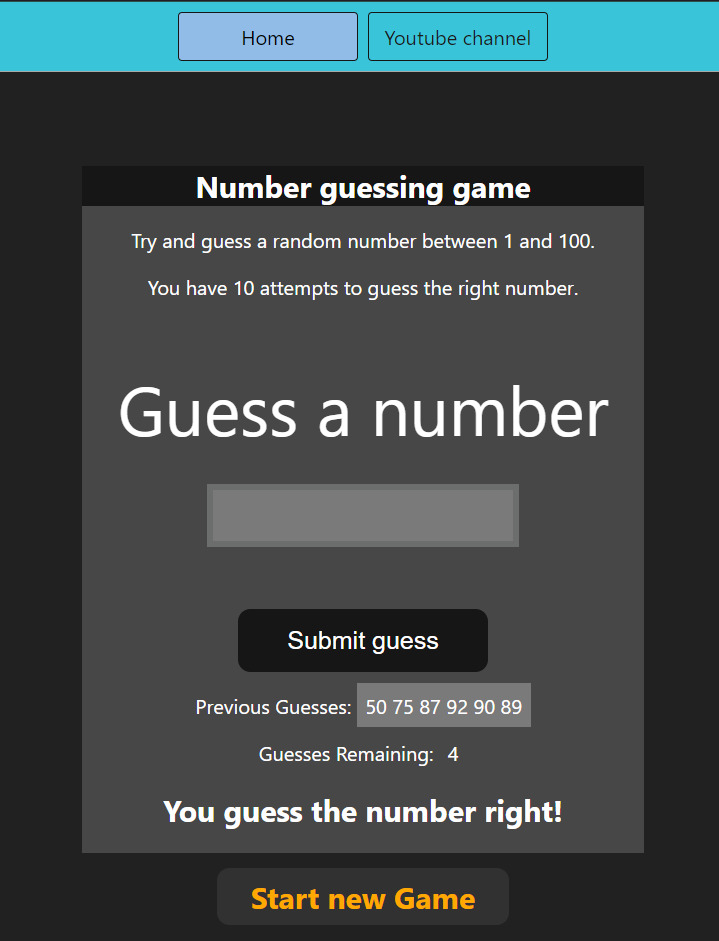 Home Youtube channel
Number guessing game
Try and guess a random number between 1 and 100.
You have 10 attempts to guess the right number.
Guess a number
Submit guess
Previous Guesses: 50 75 87 92 90 89
Guesses Remaining: 4
You guess the number right!
Start new Game